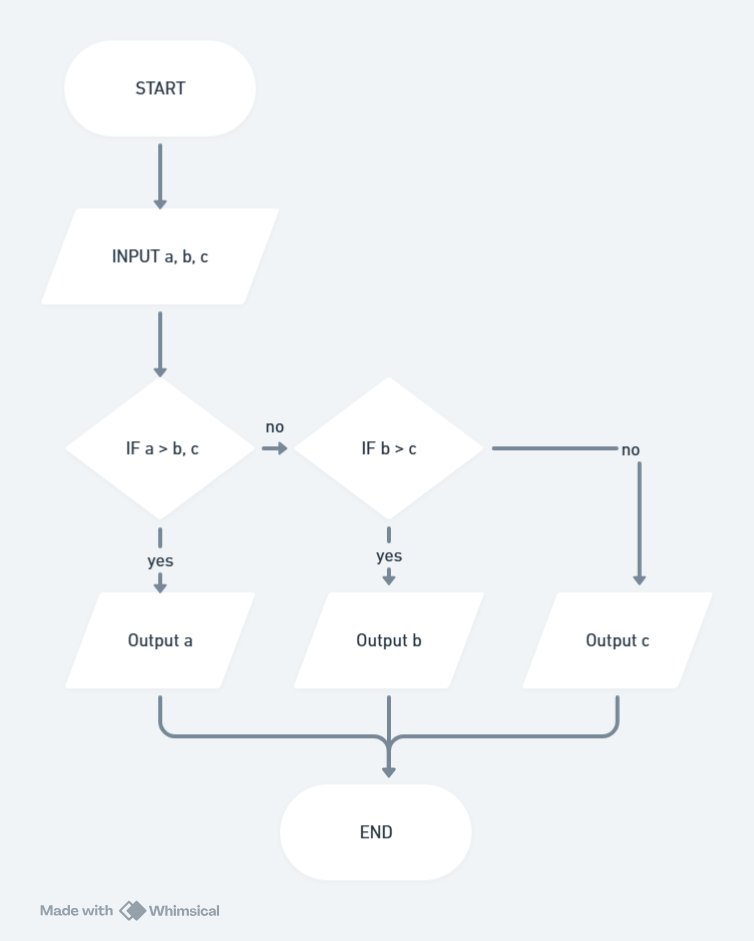 START
INPUT a, b, c
IF a > b, c
no
IF b > c
no
yes
yes
Output a
Output b
Output c
END
Made with Whimsical